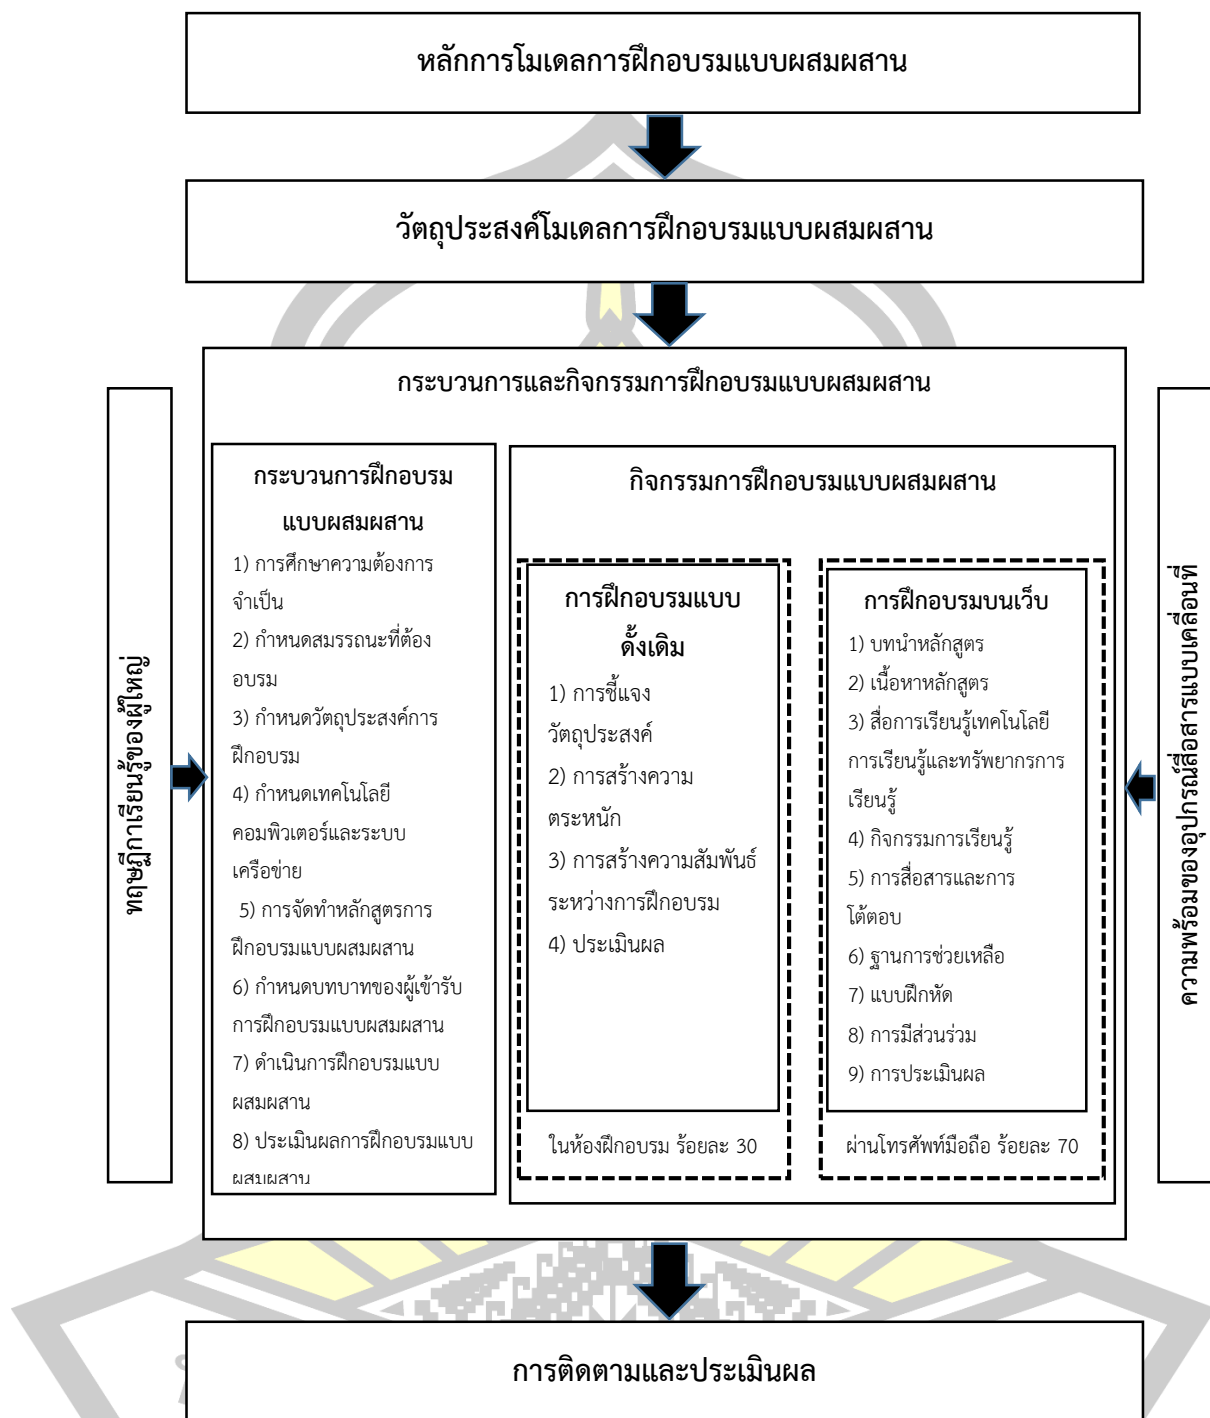 หลักการโมเดลการฝึกอบรมแบบผสมผสาน
วัตถุประสงค์โมเดลการฝึกอบรมแบบผสมผสาน
กระบวนการและกิจกรรมการฝึกอบรมแบบผสมผสาน
ทฤษฎีการเรียนรู้ของผู้ใหญ่
กระบวนการฝึกอบรม
แบบผสมผสาน
1) การศึกษาความต้องการ
จำเป็น
2) กำหนดสมรรถนะที่ต้อง
อบรม
3) กำหนดวัตถุประสงค์การ
ฝึกอบรม
4) กำหนดเทคโนโลยี
คอมพิวเตอร์และระบบ
เครือข่าย
5) การจัดทำหลักสูตรการ
ฝึกอบรมแบบผสมผสาน
6) กำหนดบทบาทของผู้เข้ารับ
การฝึกอบรมแบบผสมผสาน
7) ดำเนินการฝึกอบรมแบบ
ผสมผสาน
8) ประเมินผลการฝึกอบรมแบบ
ผสมผสาน
กิจกรรมการฝึกอบรมแบบผสมผสาน
การฝึกอบรมแบบ
ดั้งเดิม
1) การชี้แจง
วัตถุประสงค์
2) การสร้างความ
ตระหนัก
3) การสร้างความสัมพันธ์
ระหว่างการฝึกอบรม
4) ประเมินผล
ในห้องฝึกอบรม ร้อยละ 30
การฝึกอบรมบนเว็บ
1) บทนำหลักสูตร
2) เนื้อหาหลักสูตร
3) สื่อการเรียนรู้เทคโนโลยี
การเรียนรู้และทรัพยากรการ
เรียนรู้
4) กิจกรรมการเรียนรู้
5) การสื่อสารและการ
โต้ตอบ
6) ฐานการช่วยเหลือ
7) แบบฝึกหัด
8) การมีส่วนร่วม
9) การประเมินผล
ผ่านโทรศัพท์มือถือ ร้อยละ 70
ความพร้อมของอุปกรณ์สื่อสารแบบเคลื่อนที่
การติดตามและประเมินผล